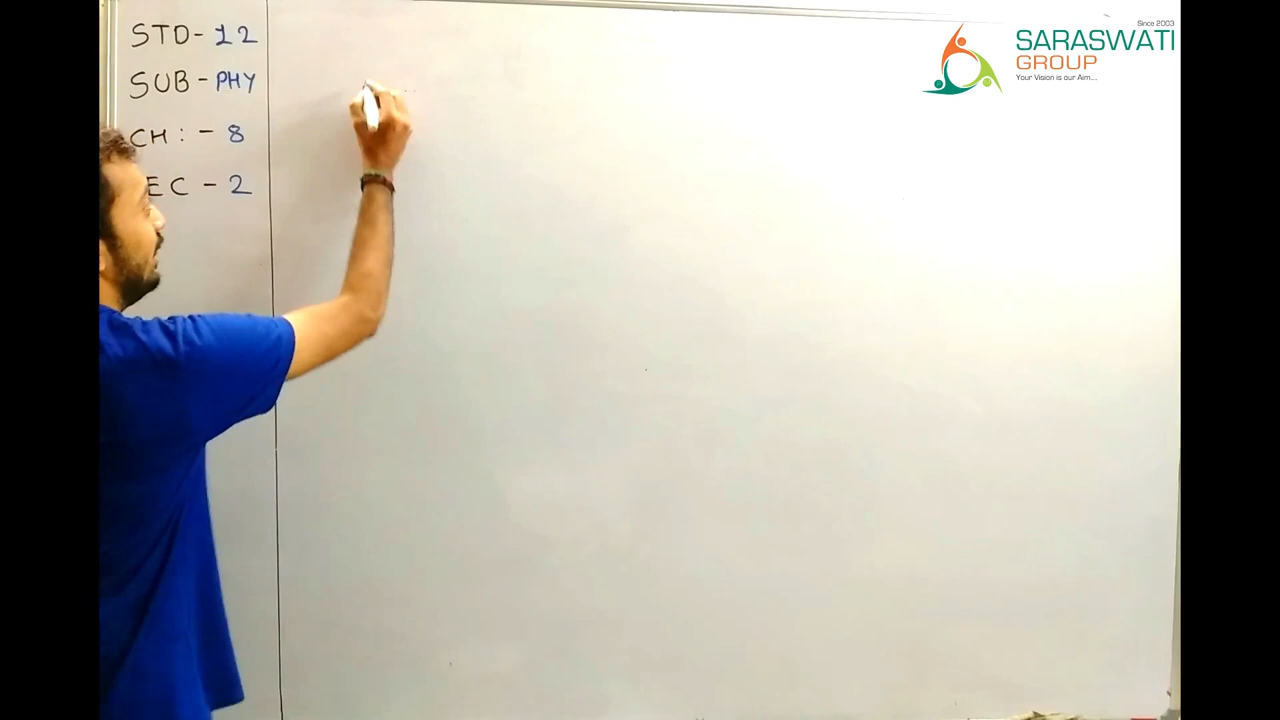 STD - 12
SUB - PHY
CH : - 8
EC - 2
Since 2003
SARASWATI
GROUP
Your Vision is our Aim...